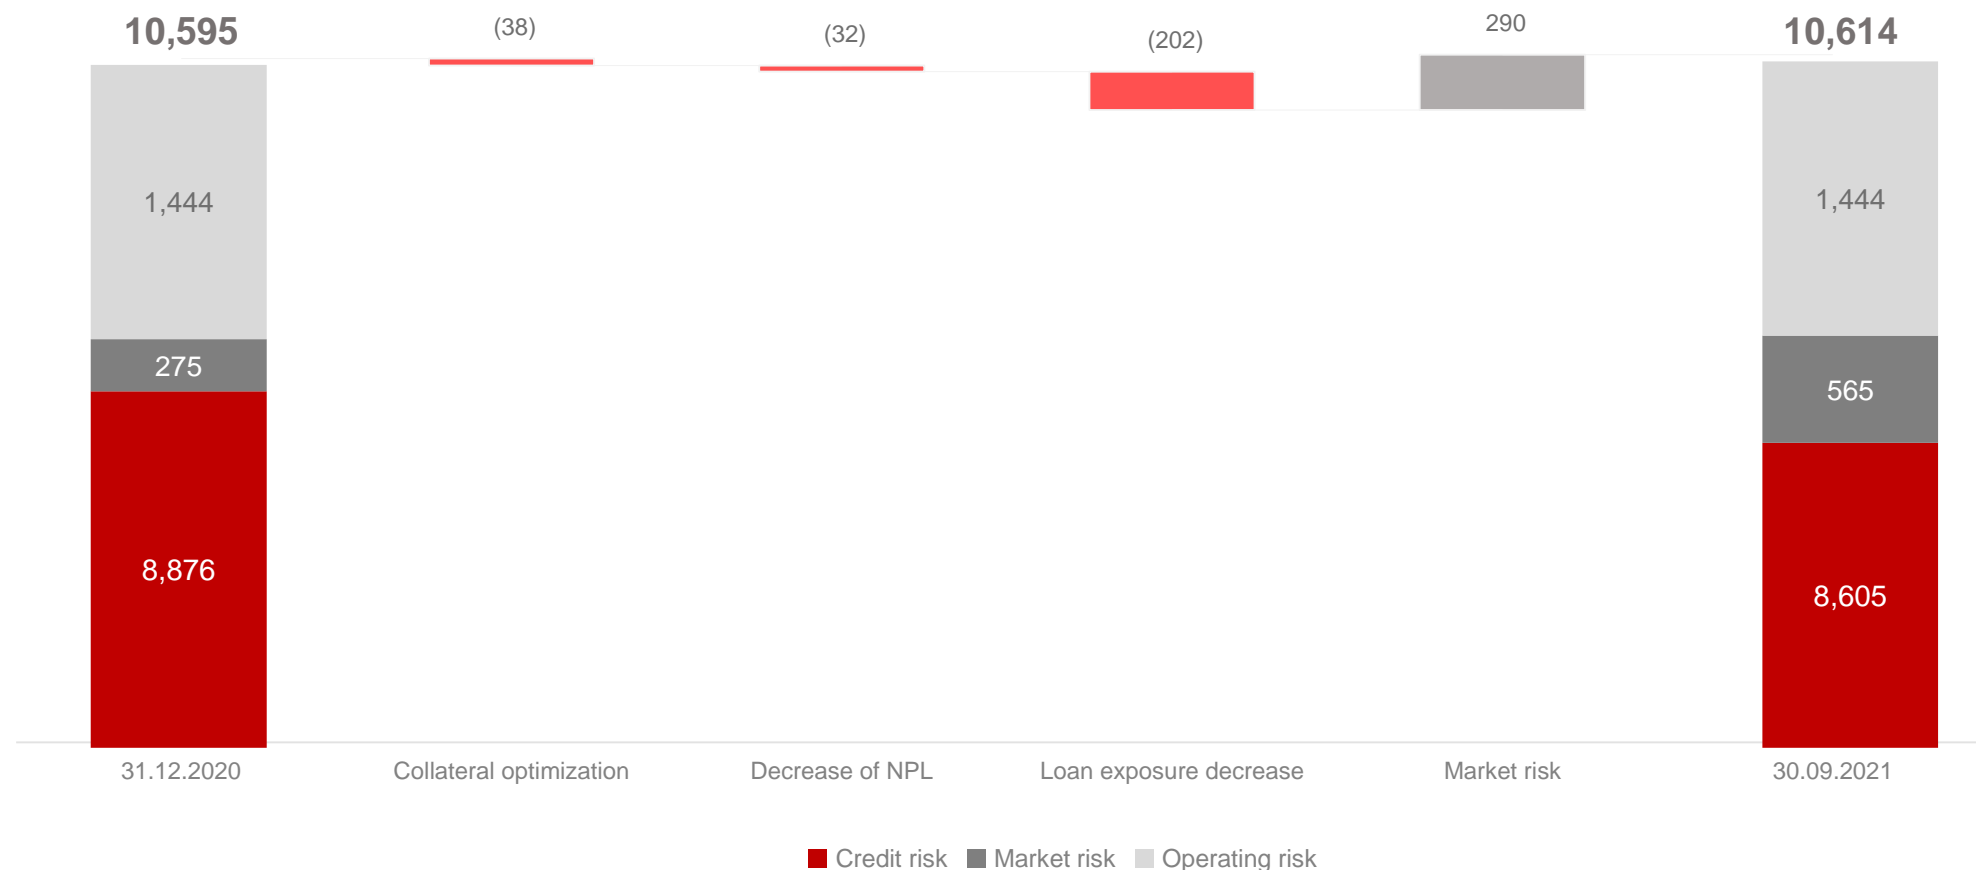 10,595
(38)
(32)
(202)
290
10,614
1,444
1,444
275
565
8,876
8,605
31.12.2020
Collateral optimization
Decrease of NPL
Loan exposure decrease
Market risk
30.09.2021
Credit risk
Market risk
Operating risk